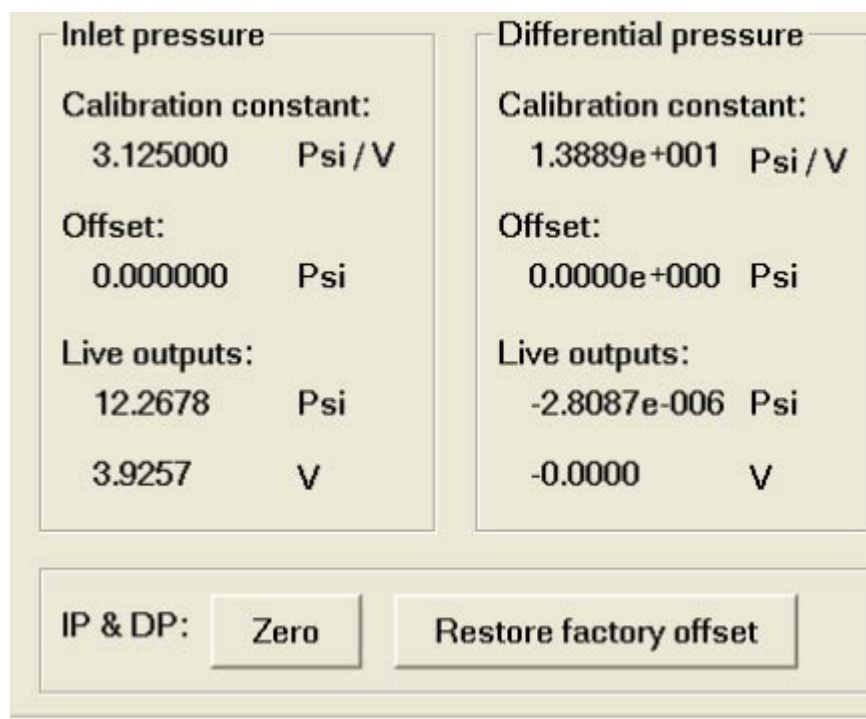 Inlet pressure
Calibration constant:
3.125000 Psi / V
Offset:
0.000000 Psi
Live outputs:
12.2678 Psi
3.9257 V
Differential pressure
Calibration constant:
1.3889e+001 Psi / V
Offset:
0.0000e+000 Psi
Live outputs:
-2.8087e-006 Psi
-0.0000 V
IP & DP: Zero Restore factory offset